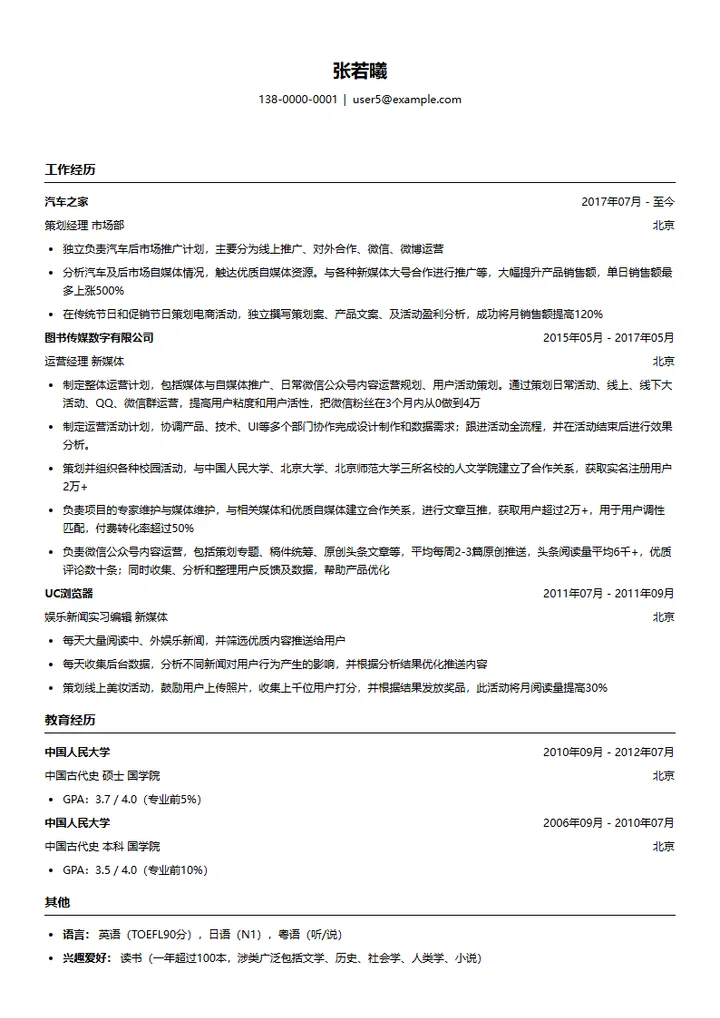 张若曦
138-0000-0001 | user5@example.com
工作经历
汽车之家 2017年07月 - 至今
策划经理 市场部 北京
• 独立负责汽车后市场推广计划，主要分为线上推广、对外合作、微信、微博运营
• 分析汽车及后市场自媒体情况，触达优质自媒体资源。与各种新媒体大号合作进行推广等，大幅提升产品销售额，单日销售额最
多上涨500%
• 在传统节日和促销节日策划电商活动，独立撰写策划案、产品文案、及活动盈利分析，成功将月销售额提高120%
图书传媒数字有限公司 2015年05月 - 2017年05月
运营经理 新媒体 北京
• 制定整体运营计划，包括媒体与自媒体推广、日常微信公众号内容运营规划、用户活动策划。通过策划日常活动、线上、线下大
活动、QQ、微信群运营，提高用户粘度和用户活性，把微信粉丝在3个月内从0做到4万
• 制定运营活动计划，协调产品、技术、UI等多个部门协作完成设计制作和数据需求；跟进活动全流程，并在活动结束后进行效果
分析。
• 策划并组织各种校园活动，与中国人民大学、北京大学、北京师范大学三所名校的人文学院建立了合作关系，获取实名注册用户
2万+
• 负责项目的专家维护与媒体维护，与相关媒体和优质自媒体建立合作关系，进行文章互推，获取用户超过2万+，用于用户调性
匹配，付费转化率超过50%
• 负责微信公众号内容运营，包括策划专题、稿件统筹、原创头条文章等，平均每周2-3篇原创推送，头条阅读量平均6千+，优质
评论数十条；同时收集、分析和整理用户反馈及数据，帮助产品优化
UC浏览器 2011年07月 - 2011年09月
娱乐新闻实习编辑 新媒体 北京
• 每天大量阅读中、外娱乐新闻，并筛选优质内容推送给用户
• 每天收集后台数据，分析不同新闻对用户行为产生的影响，并根据分析结果优化推送内容
• 策划线上美妆活动，鼓励用户上传照片，收集上千位用户打分，并根据结果发放奖品，此活动将月阅读量提高30%
教育经历
中国人民大学 2010年09月 - 2012年07月
中国古代史 硕士 国学院 北京
• GPA：3.7 / 4.0（专业前5%）
中国人民大学 2006年09月 - 2010年07月
中国古代史 本科 国学院 北京
• GPA：3.5 / 4.0（专业前10%）
其他
• 语言： 英语（TOEFL90分），日语（N1），粤语（听/说）
• 兴趣爱好： 读书（一年超过100本，涉类广泛包括文学、历史、社会学、人类学、小说）